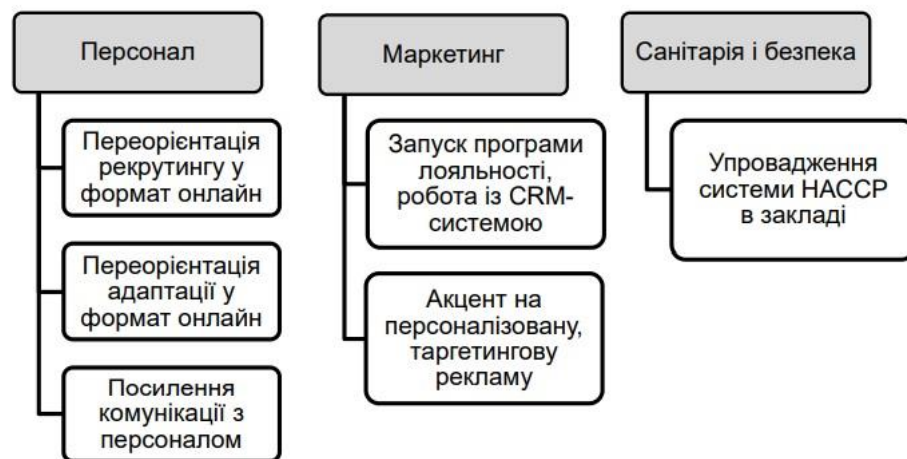 Персонал
Переорієнтація
рекрутингу у
формат онлайн
Переорієнтація
адаптації у
формат онлайн
Посилення
комунікації з
персоналом
Маркетинг
Запуск програми
лояльності,
робота із CRM-
системою
Акцент на
персоналізовану,
таргетингову
рекламу
Санітарія і безпека
Упровадження
системи НАССР
в закладі